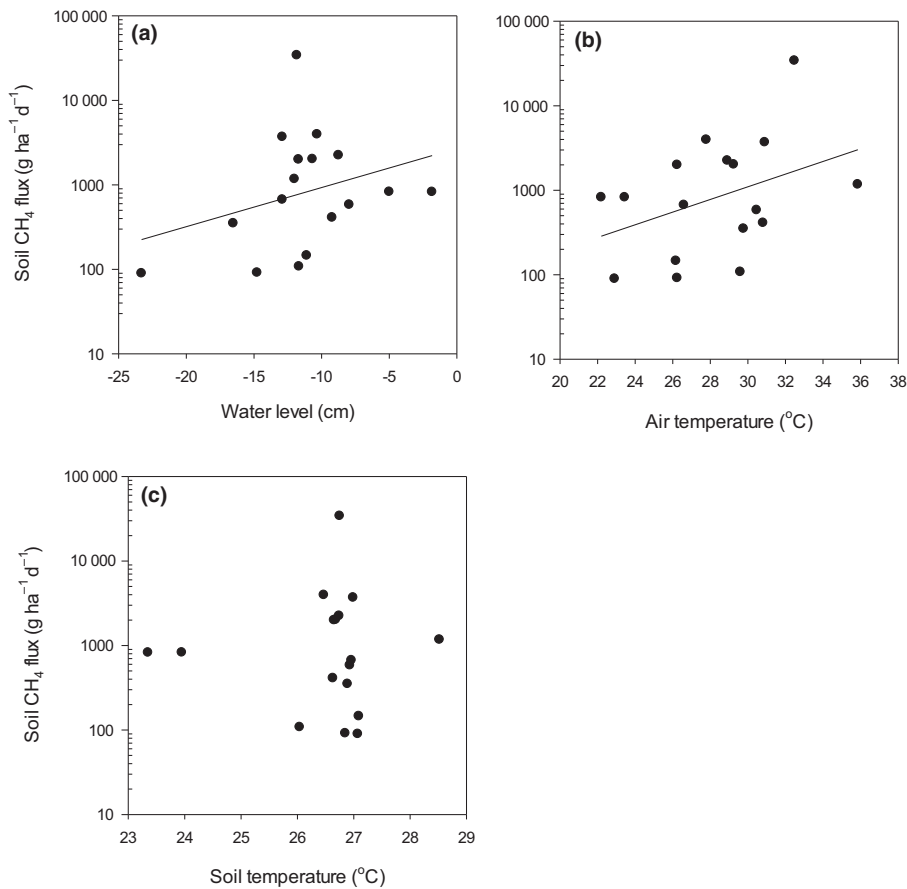 (a)
100 000
10 000
1000
100
10
Soil CH₄ flux (g ha⁻¹ d⁻¹)
-25 -20 -15 -10 -5 0
Water level (cm)
(b)
100 000
10 000
1000
100
10
20 22 24 26 28 30 32 34 36 38
Air temperature (°C)
(c)
100 000
10 000
1000
100
10
Soil CH₄ flux (g ha⁻¹ d⁻¹)
23 24 25 26 27 28 29
Soil temperature (°C)